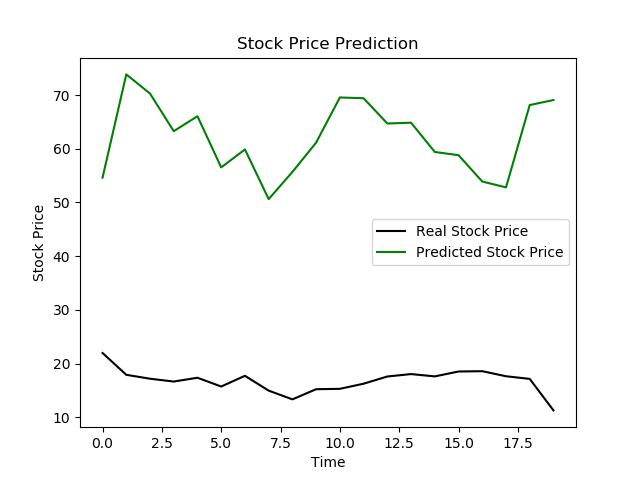 Stock Price Prediction
70
60
50
40
30
20
10
Stock Price
Real Stock Price
Predicted Stock Price
0.0 2.5 5.0 7.5 10.0 12.5 15.0 17.5
Time